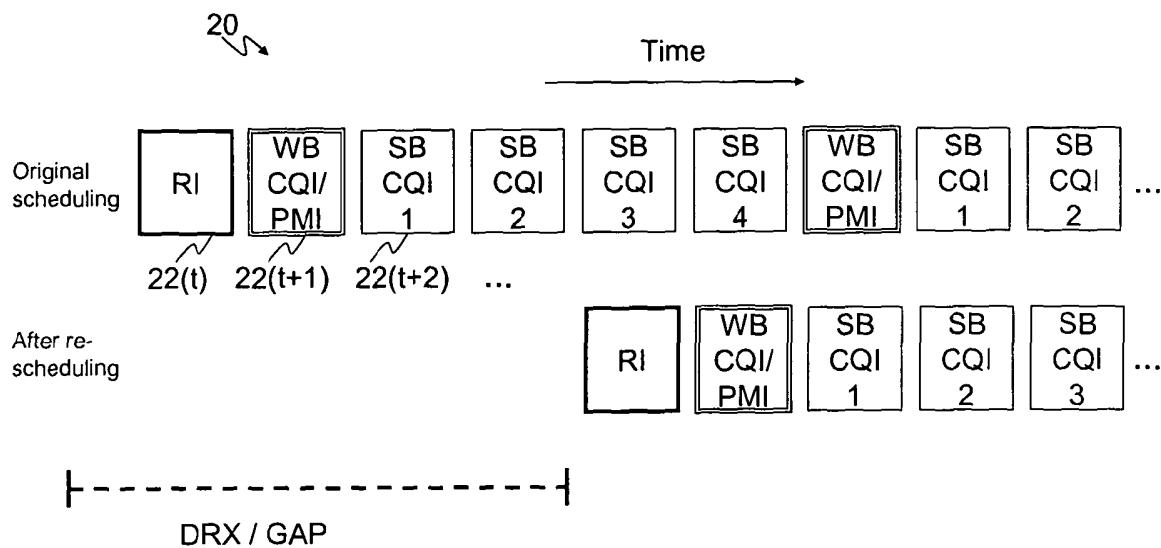 20
Time
Original
scheduling
RI
WB
CQI/
PMI
SB
CQI
1
SB
CQI
2
SB
CQI
3
SB
CQI
4
WB
CQI/
PMI
SB
CQI
1
SB
CQI
2
...
22(t)
22(t+1)
22(t+2)
...
After re-
scheduling
RI
WB
CQI/
PMI
SB
CQI
1
SB
CQI
2
SB
CQI
3
...
DRX / GAP